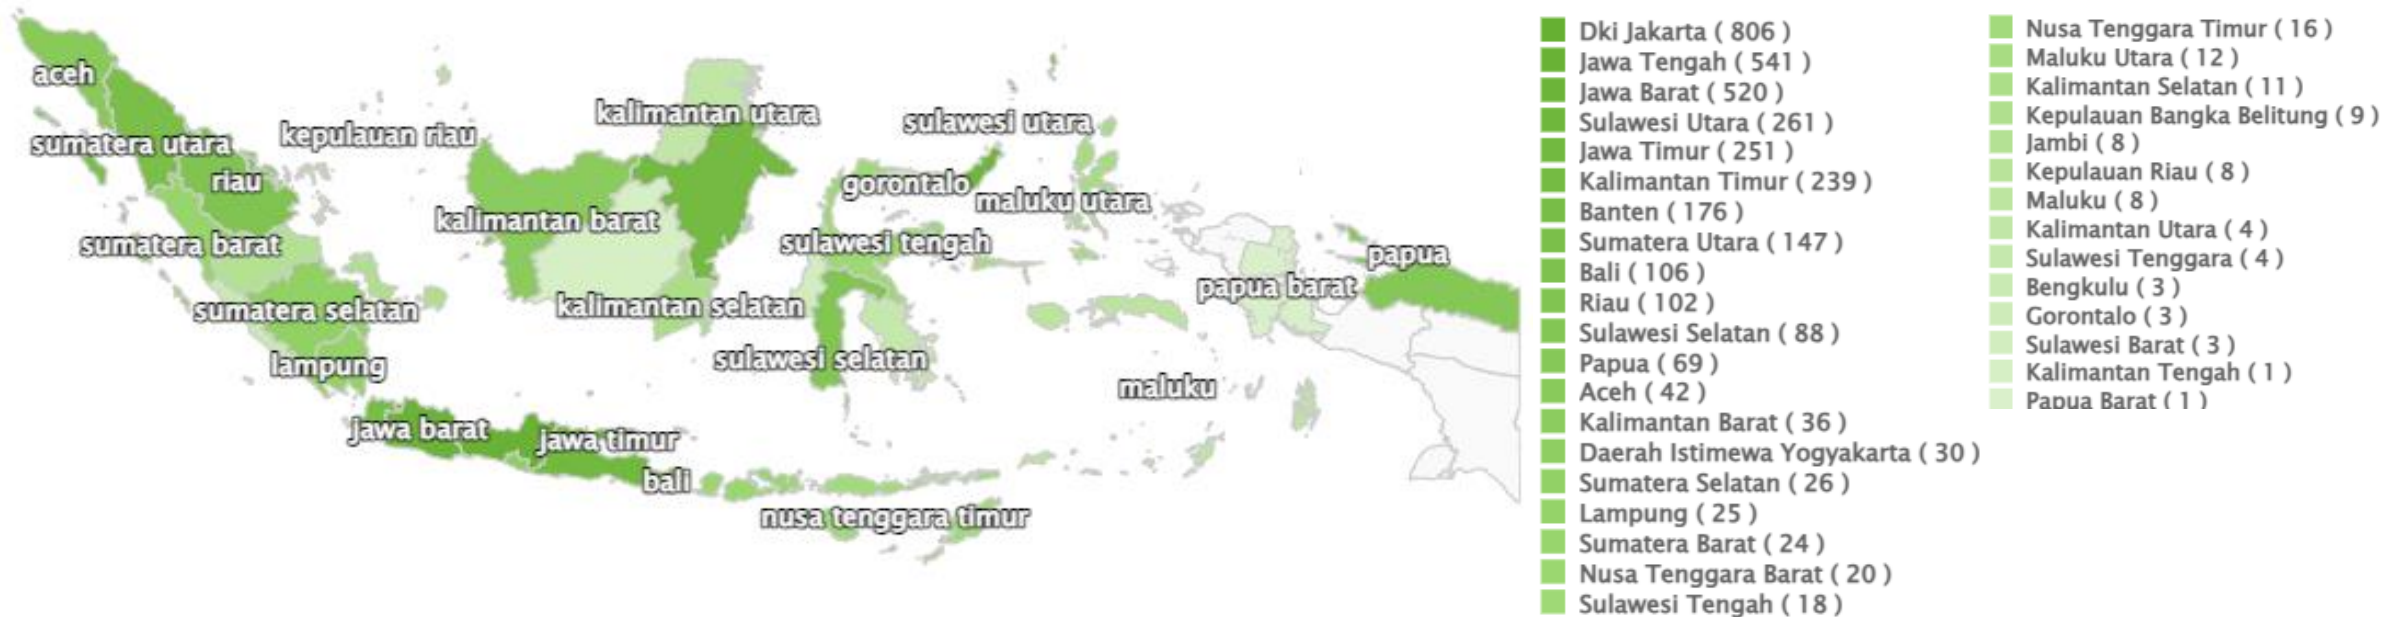 aceh
sumatera utara
kepulauan riau
riau
sumatera barat
sumatera selatan
lampung
kalimantan utara
kalimantan barat
kalimantan selatan
sulawesi utara
gorontalo
maluku utara
sulawesi tengah
sulawesi selatan
papua
papua barat
maluku
jawa barat
jawa timur
bali
nusa tenggara timur
Dki Jakarta ( 806 )
Jawa Tengah ( 541 )
Jawa Barat ( 520 )
Sulawesi Utara ( 261 )
Jawa Timur ( 251 )
Kalimantan Timur ( 239 )
Banten ( 176 )
Sumatera Utara ( 147 )
Bali ( 106 )
Riau ( 102 )
Sulawesi Selatan ( 88 )
Papua ( 69 )
Aceh ( 42 )
Kalimantan Barat ( 36 )
Daerah Istimewa Yogyakarta ( 30 )
Sumatera Selatan ( 26 )
Lampung ( 25 )
Sumatera Barat ( 24 )
Nusa Tenggara Barat ( 20 )
Sulawesi Tengah ( 18 )
Nusa Tenggara Timur ( 16 )
Maluku Utara ( 12 )
Kalimantan Selatan ( 11 )
Kepulauan Bangka Belitung ( 9 )
Jambi ( 8 )
Kepulauan Riau ( 8 )
Maluku ( 8 )
Kalimantan Utara ( 4 )
Sulawesi Tenggara ( 4 )
Bengkulu ( 3 )
Gorontalo ( 3 )
Sulawesi Barat ( 3 )
Kalimantan Tengah ( 1 )
Papua Barat ( 1 )